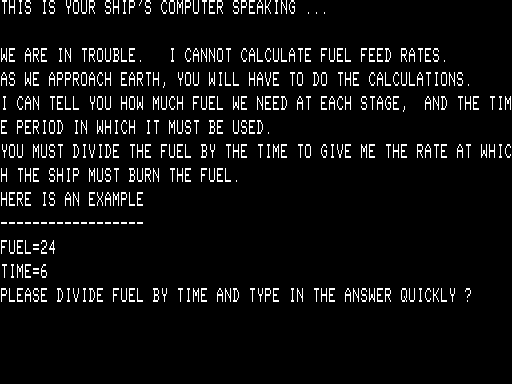 THIS IS YOUR SHIP'S COMPUTER SPEAKING ...
WE ARE IN TROUBLE.   I CANNOT CALCULATE FUEL FEED RATES.
AS WE APPROACH EARTH, YOU WILL HAVE TO DO THE CALCULATIONS.
I CAN TELL YOU HOW MUCH FUEL WE NEED AT EACH STAGE,  AND THE TIM
E PERIOD IN WHICH IT MUST BE USED.
YOU MUST DIVIDE THE FUEL BY THE TIME TO GIVE ME THE RATE AT WHIC
H THE SHIP MUST BURN THE FUEL.
HERE IS AN EXAMPLE
------------------
FUEL=24
TIME=6
PLEASE DIVIDE FUEL BY TIME AND TYPE IN THE ANSWER QUICKLY ?